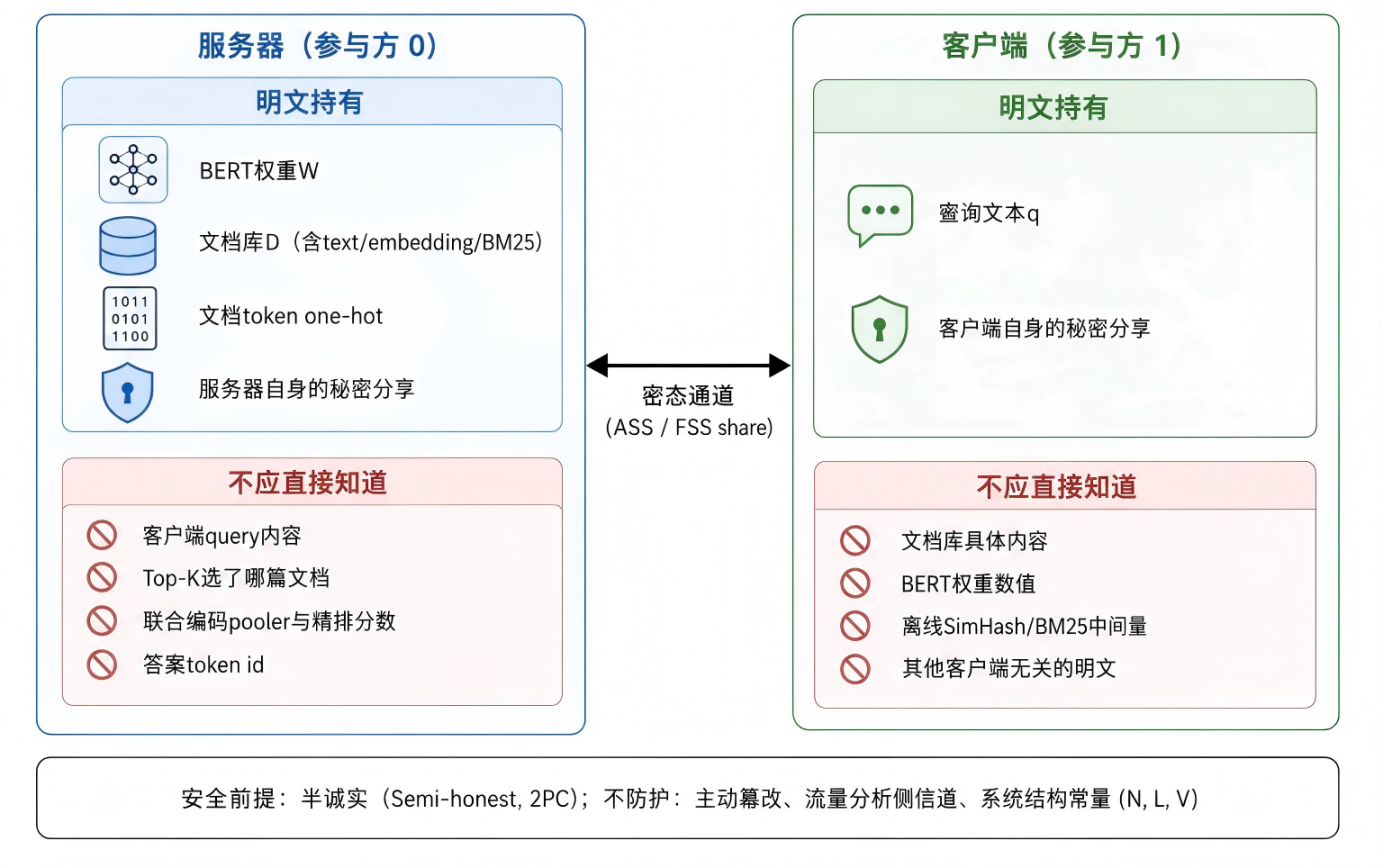 服务器（参与方 0）
明文持有
BERT权重W
文档库D（含text/embedding/BM25）
1011
0101
1100
文档token one-hot
服务器自身的秘密分享
不应直接知道
客户端query内容
Top-K选了哪篇文档
联合编码pooler与精排分数
答案token id
密态通道
(ASS / FSS share)
客户端（参与方 1）
明文持有
询文本q
客户端自身的秘密分享
不应直接知道
文档库具体内容
BERT权重数值
离线SimHash/BM25中间量
其他客户端无关的明文
安全前提：半诚实（Semi-honest, 2PC）；不防护：主动篡改、流量分析侧信道、系统结构常量 (N, L, V)